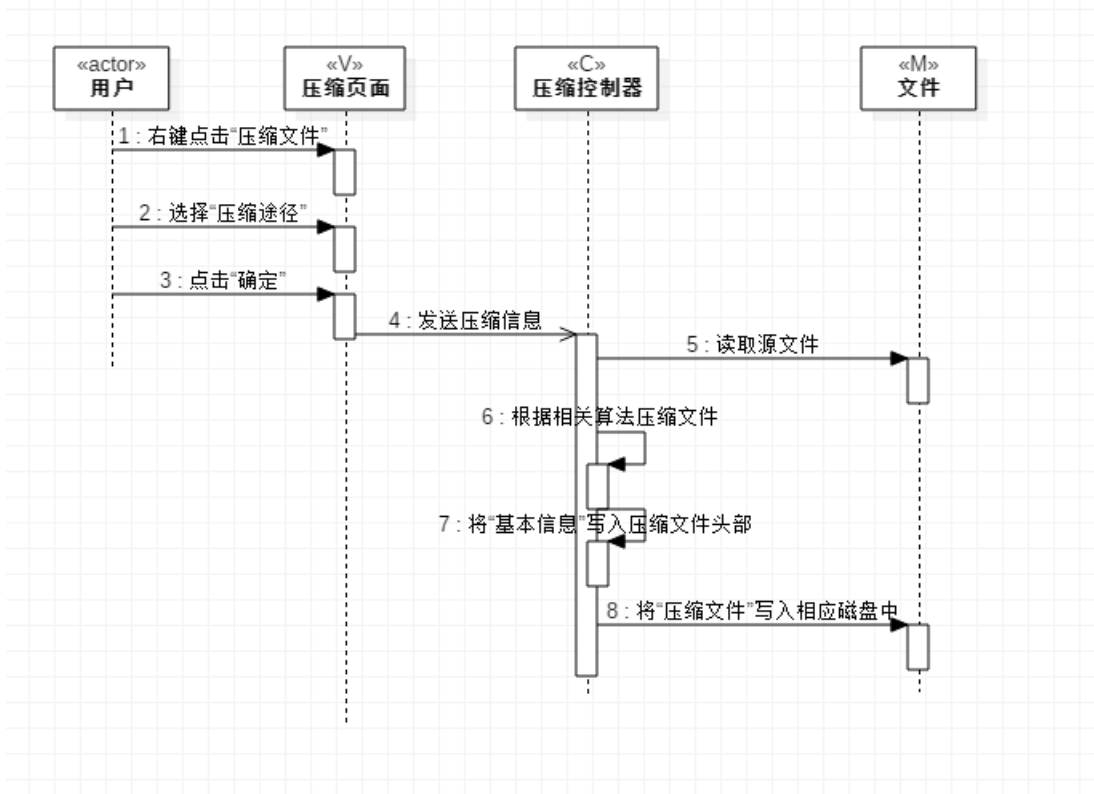 «actor»
用户
«V»
压缩页面
«C»
压缩控制器
«M»
文件
1 : 右键点击“压缩文件”
2 : 选择“压缩途径”
3 : 点击“确定”
4 : 发送压缩信息
5 : 读取源文件
6 : 根据相关算法压缩文件
7 : 将“基本信息”写入压缩文件头部
8 : 将“压缩文件”写入相应磁盘中